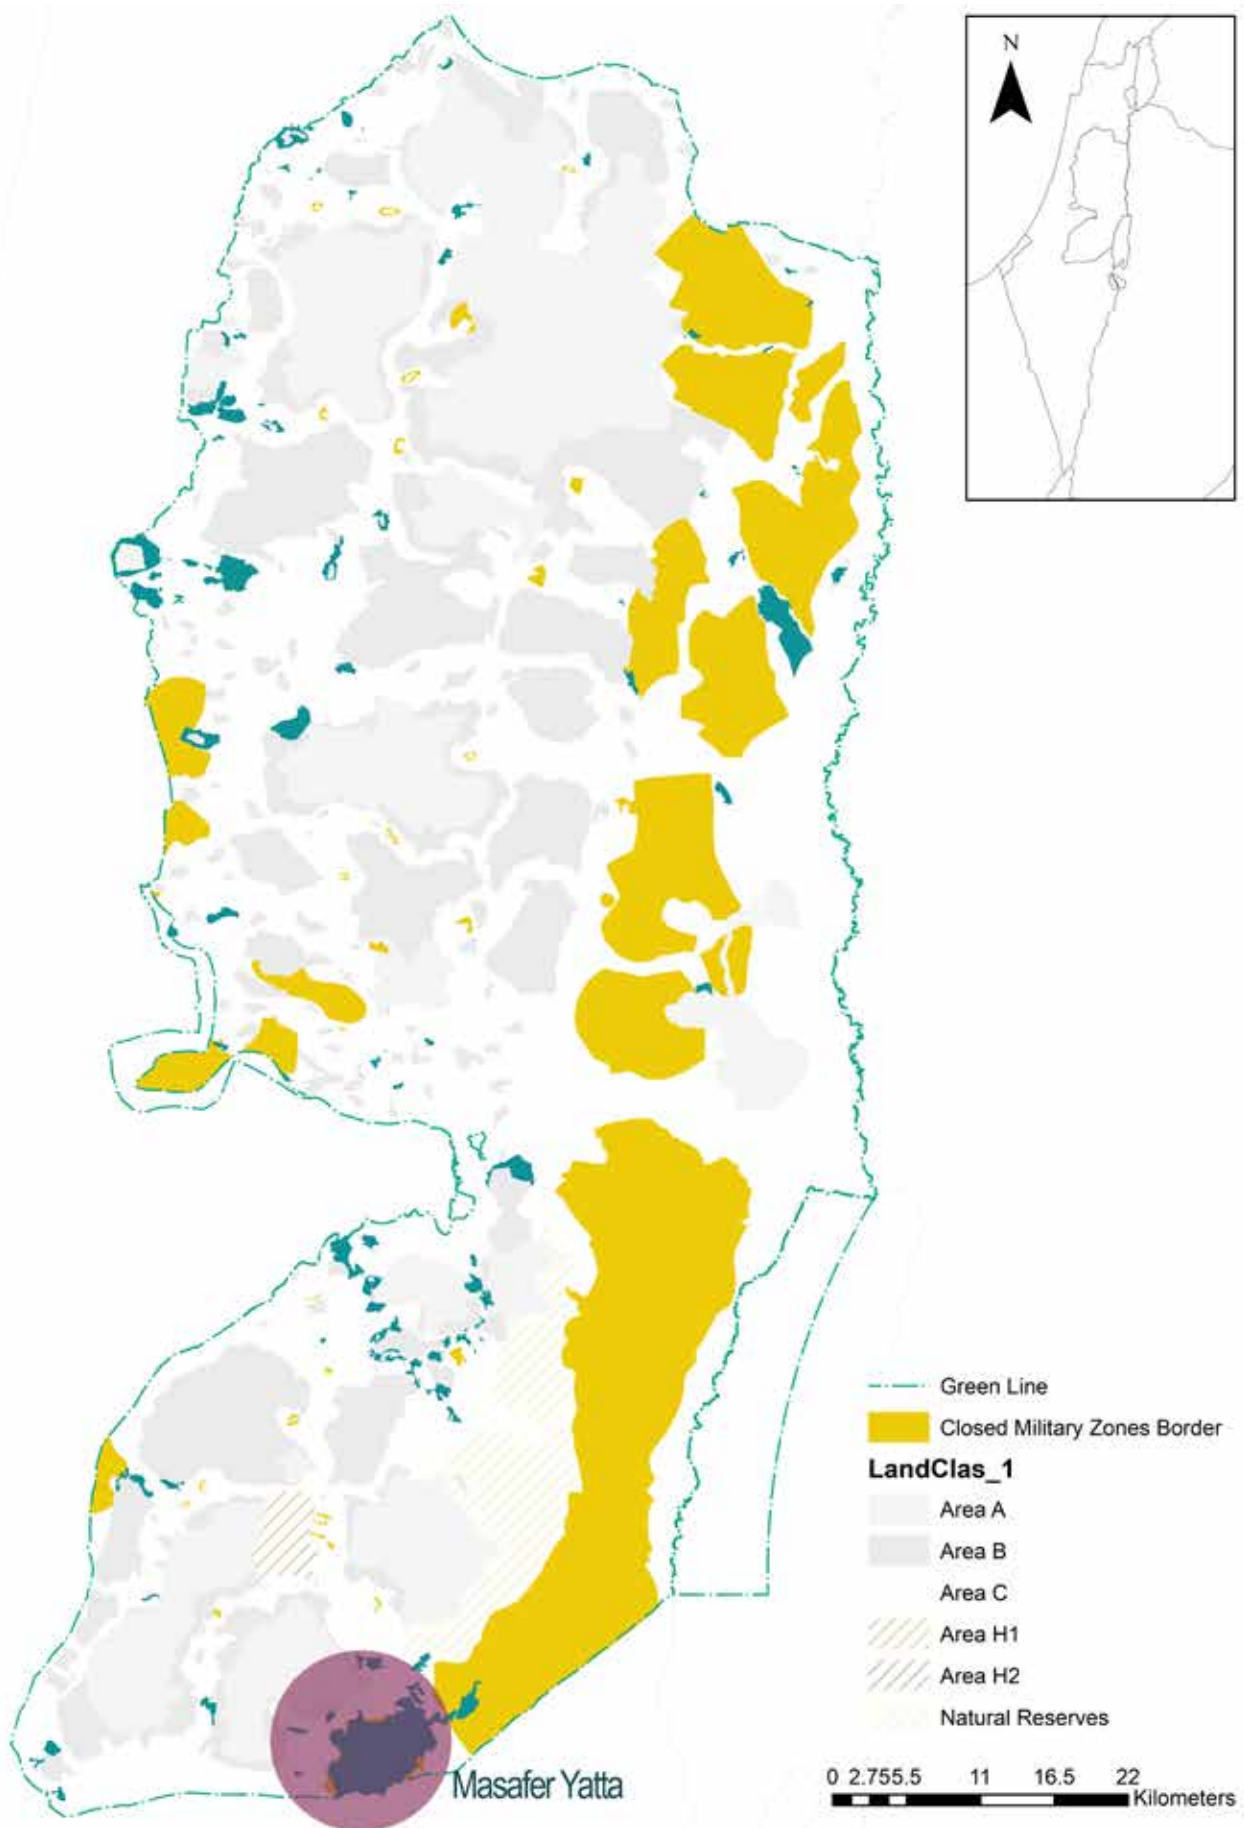 N
Green Line
Closed Military Zones Border
LandClas_1
Area A
Area B
Area C
Area H1
Area H2
Natural Reserves
0 2.755.5 11 16.5 22
Kilometers
Masafer Yatta